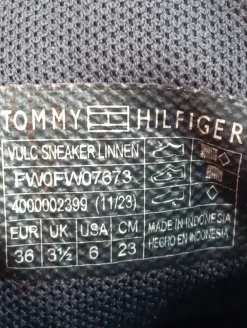 TOMMY HILFIGER
VULC SNEAKER LINNEN
FW0FW07673
4000002399 (11/23)
EUR UK USA CM
36 3½ 6 23
MADE IN INDONESIA
HECHO EN INDONESIA